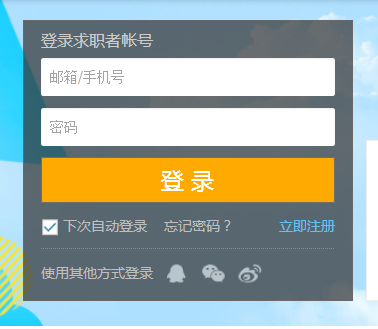 登录求职者帐号
邮箱/手机号
密码
登录
下次自动登录 忘记密码？ 立即注册
使用其他方式登录